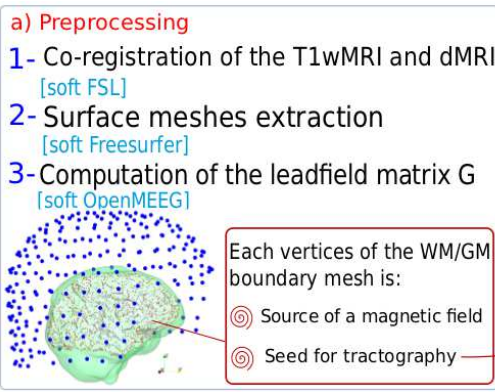 a) Preprocessing
1- Co-registration of the T1wMRI and dMRI
[soft FSL]
2- Surface meshes extraction
[soft Freesurfer]
3- Computation of the leadfield matrix G
[soft OpenMEEG]
Each vertices of the WM/GM
boundary mesh is:
Source of a magnetic field
Seed for tractography